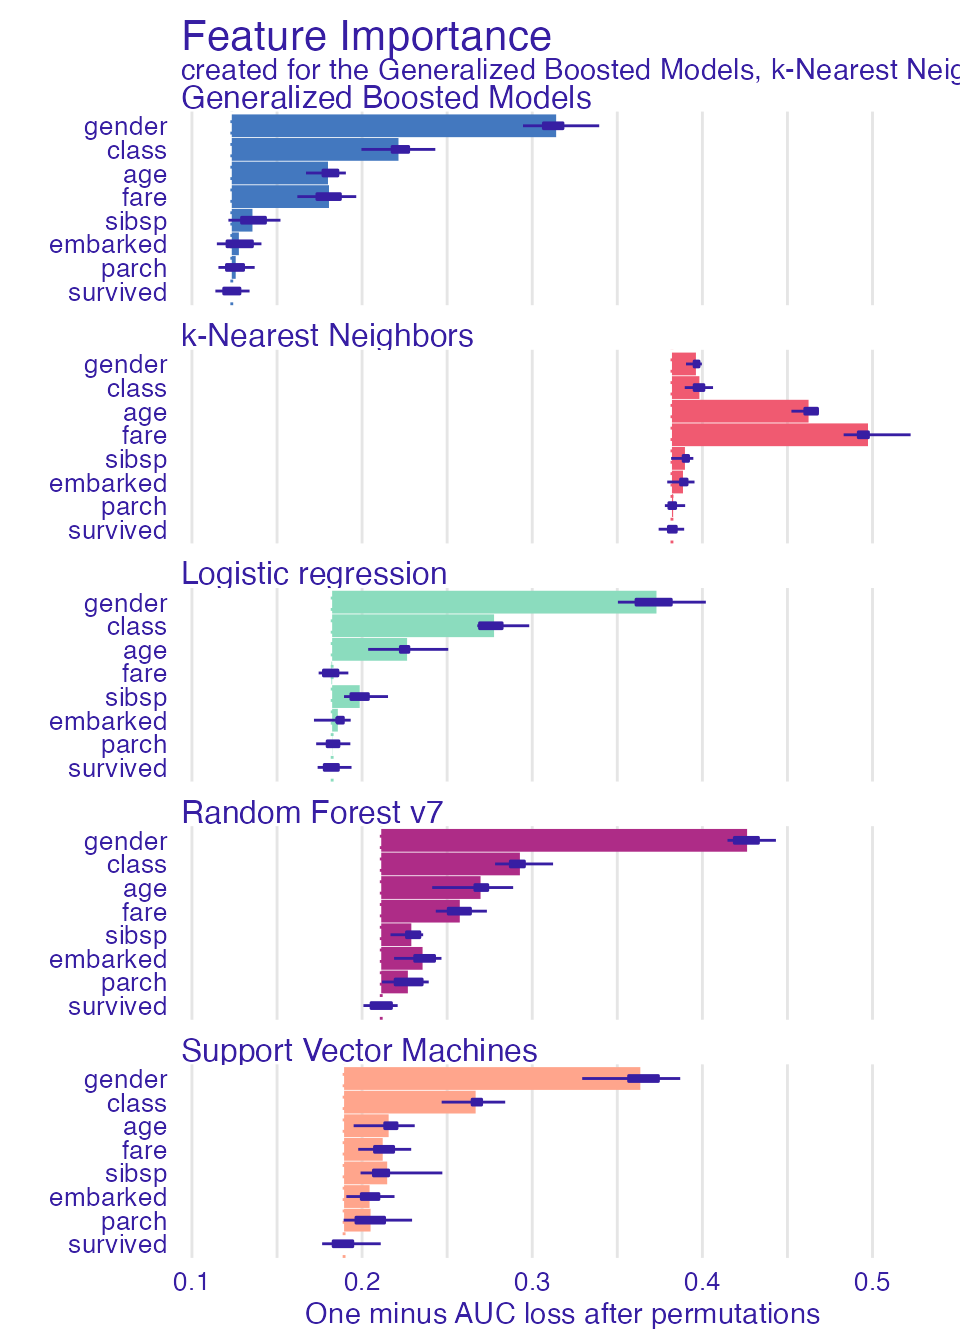 Feature Importance
created for the Generalized Boosted Models, k-Nearest Neig
Generalized Boosted Models
gender
class
age
fare
sibsp
embarked
parch
survived
k-Nearest Neighbors
gender
class
age
fare
sibsp
embarked
parch
survived
Logistic regression
gender
class
age
fare
sibsp
embarked
parch
survived
Random Forest v7
gender
class
age
fare
sibsp
embarked
parch
survived
Support Vector Machines
gender
class
age
fare
sibsp
embarked
parch
survived
0.1 0.2 0.3 0.4 0.5
One minus AUC loss after permutations